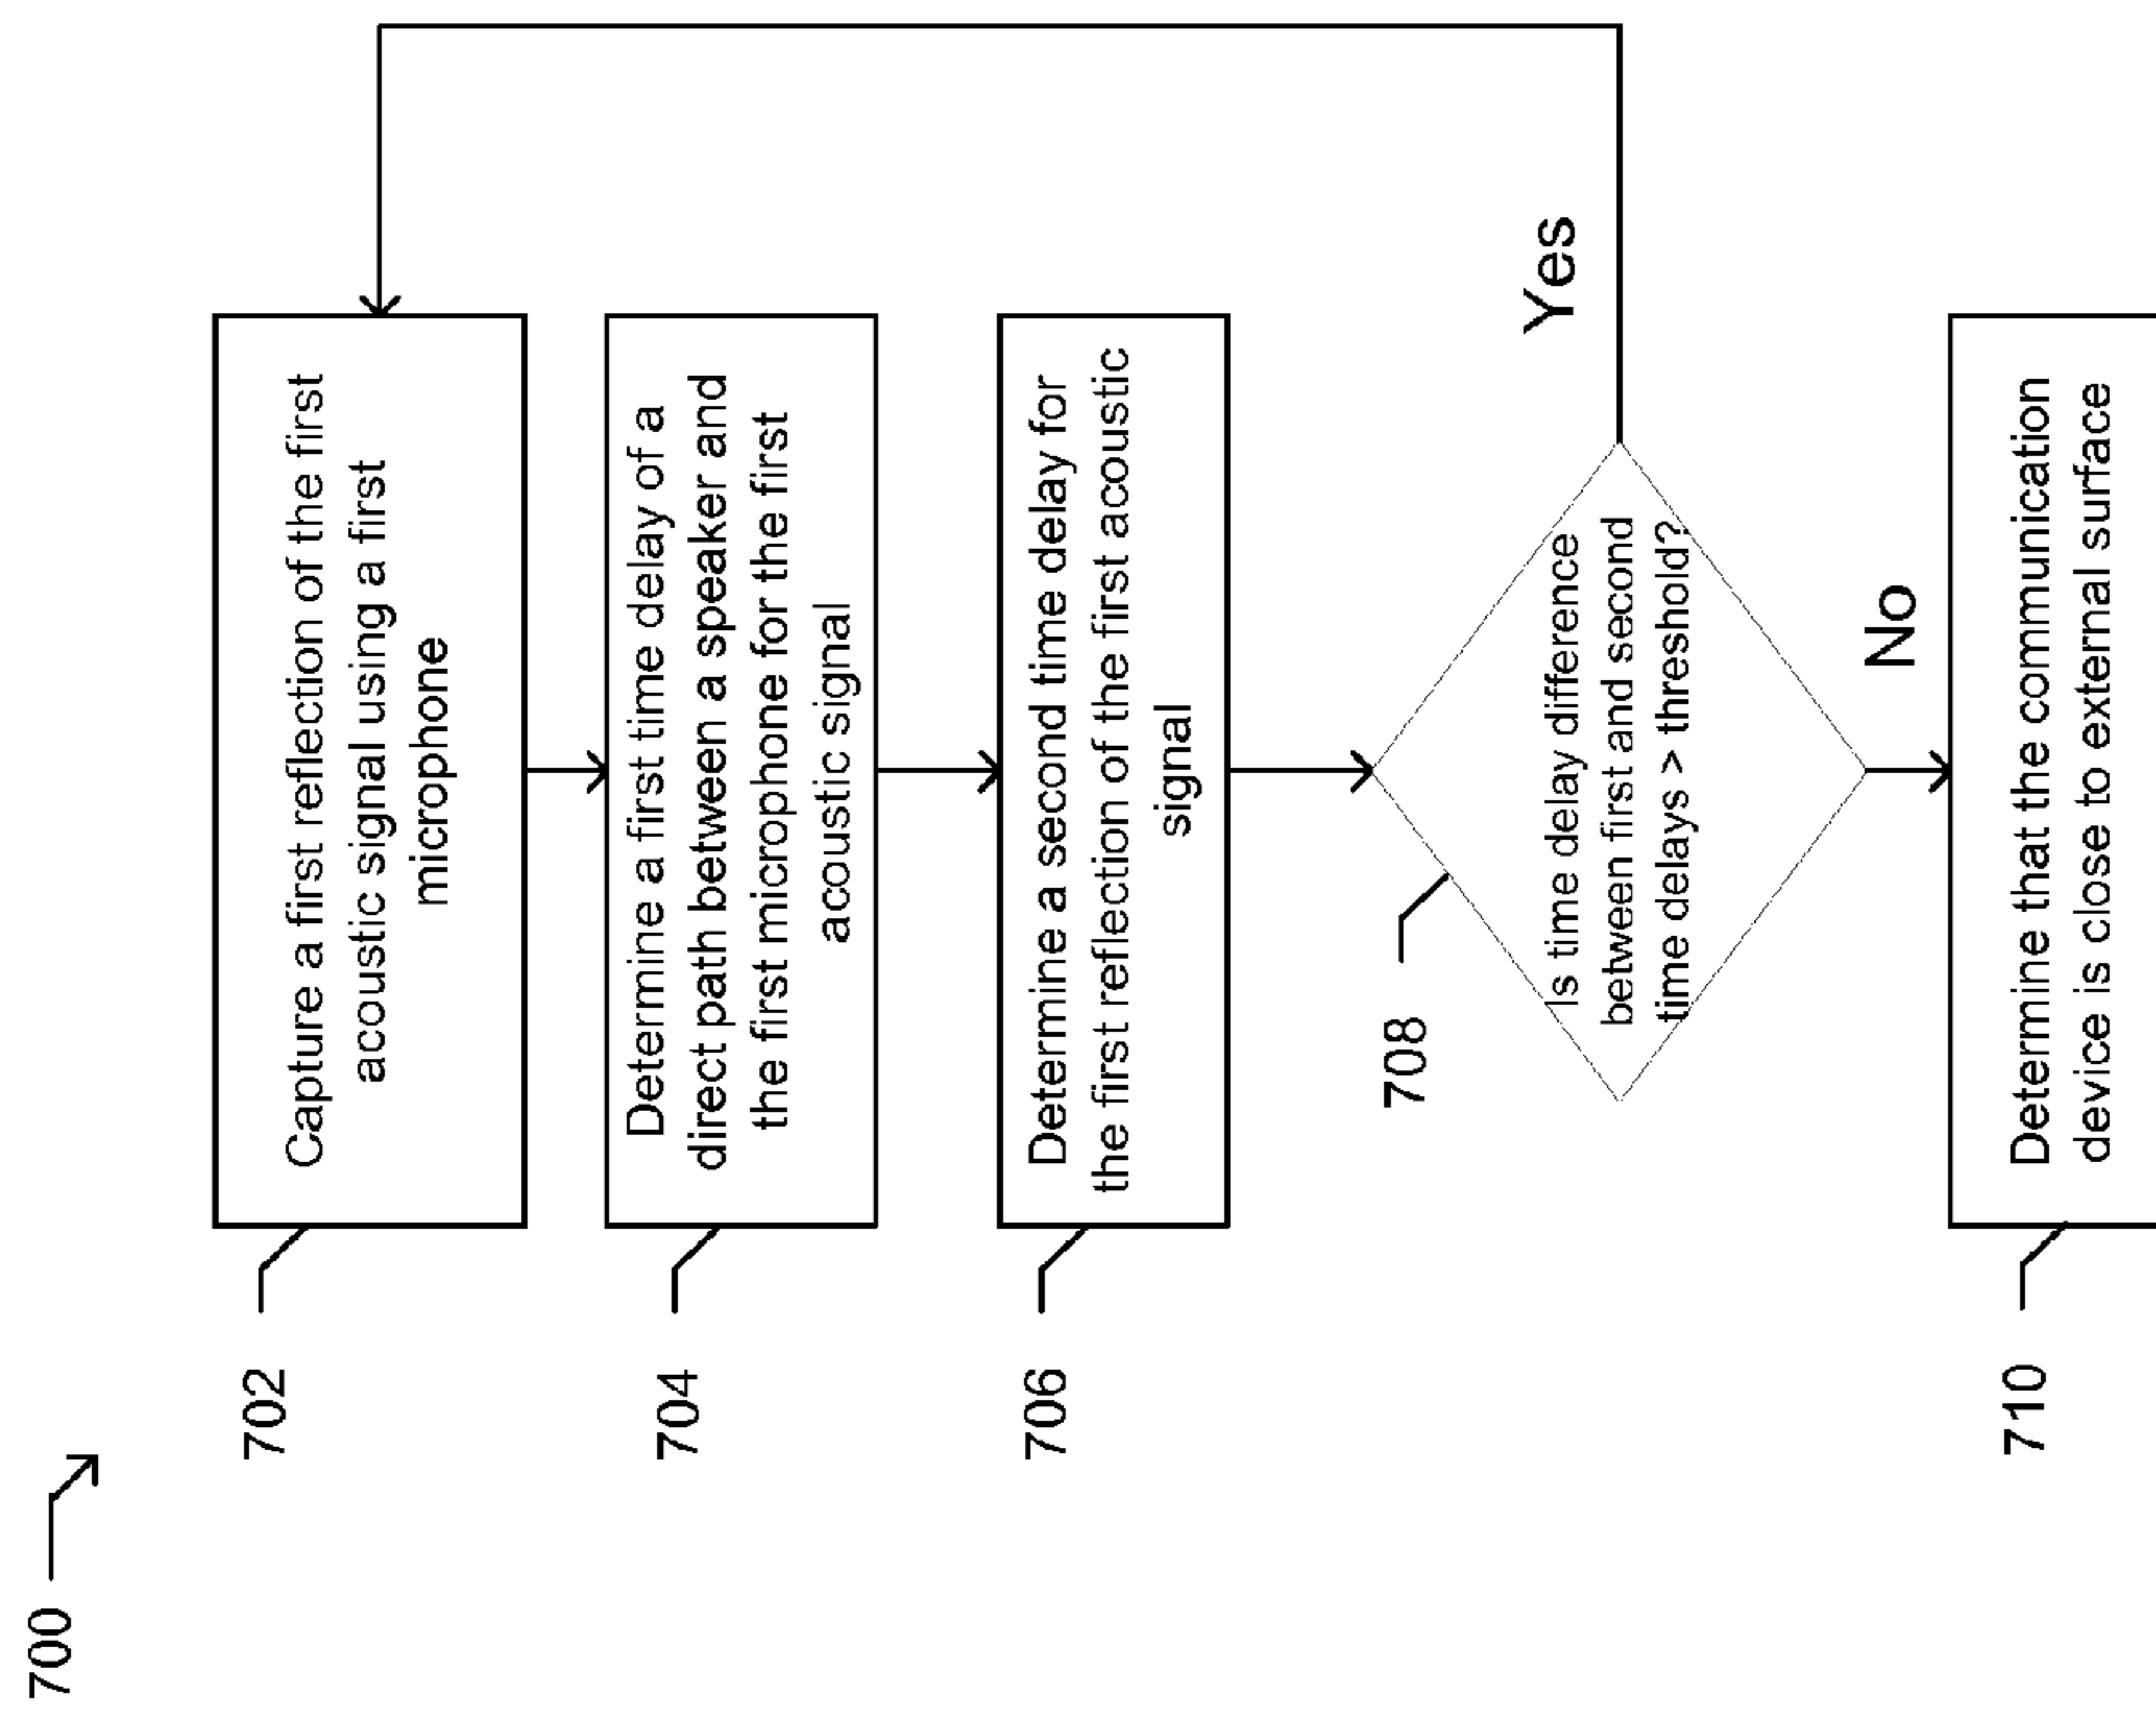 700
702
Capture a first reflection of the first
acoustic signal using a first
microphone
704
Determine a first time delay of a
direct path between a speaker and
the first microphone for the first
acoustic signal
706
Determine a second time delay for
the first reflection of the first acoustic
signal
708
Is time delay difference
between first and second
time delays > threshold?
Yes
No
710
Determine that the communication
device is close to external surface